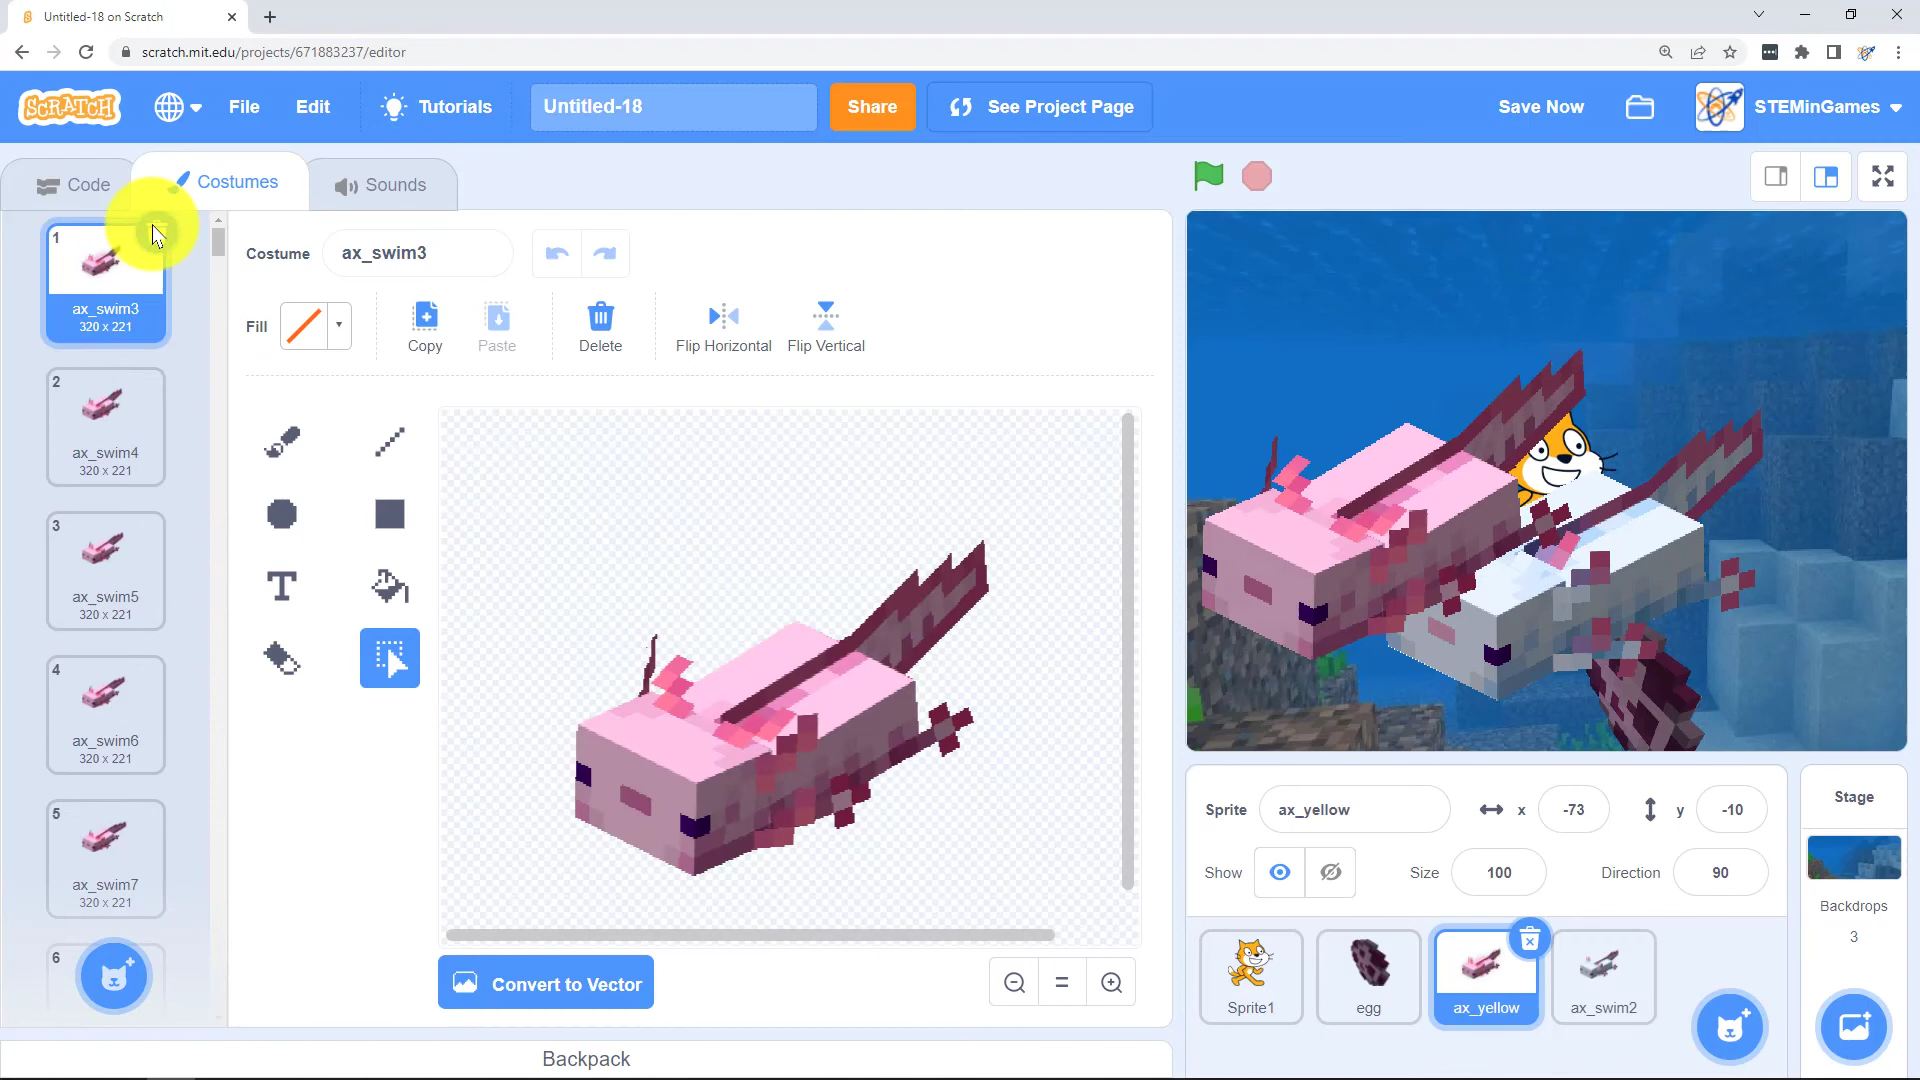 Untitled-18 on Scratch
scratch.mit.edu/projects/671883237/editor
SCRATCH
File
Edit
Tutorials
Untitled-18
Share
See Project Page
Save Now
STEMinGames
Code
Costumes
Sounds
1
ax_swim3
320 x 221
2
ax_swim4
320 x 221
3
ax_swim5
320 x 221
4
ax_swim6
320 x 221
5
ax_swim7
320 x 221
6
Costume
ax_swim3
Fill
Copy
Paste
Delete
Flip Horizontal
Flip Vertical
T
Convert to Vector
Backpack
Sprite
ax_yellow
x
-73
y
-10
Show
Size
100
Direction
90
Sprite1
egg
ax_yellow
ax_swim2
Stage
Backdrops
3